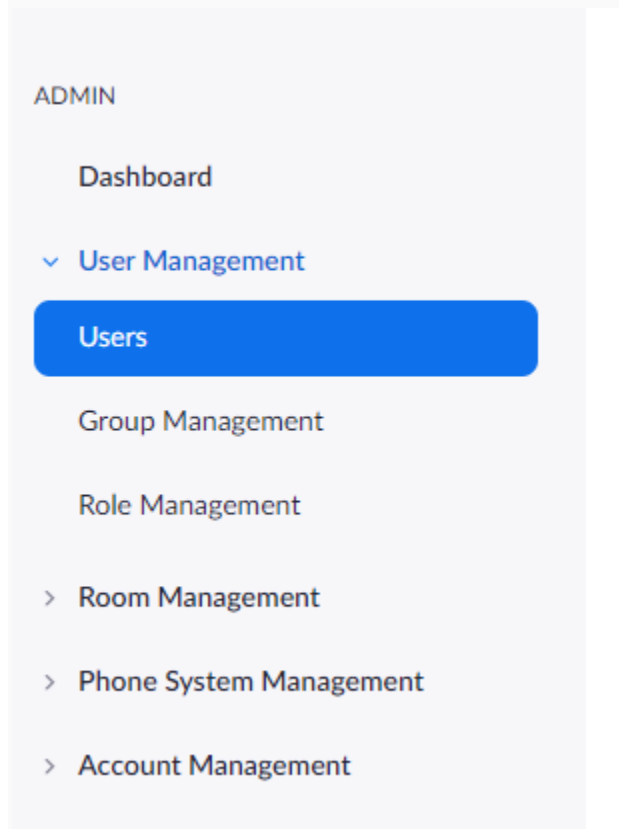 ADMIN
Dashboard
User Management
Users
Group Management
Role Management
Room Management
Phone System Management
Account Management